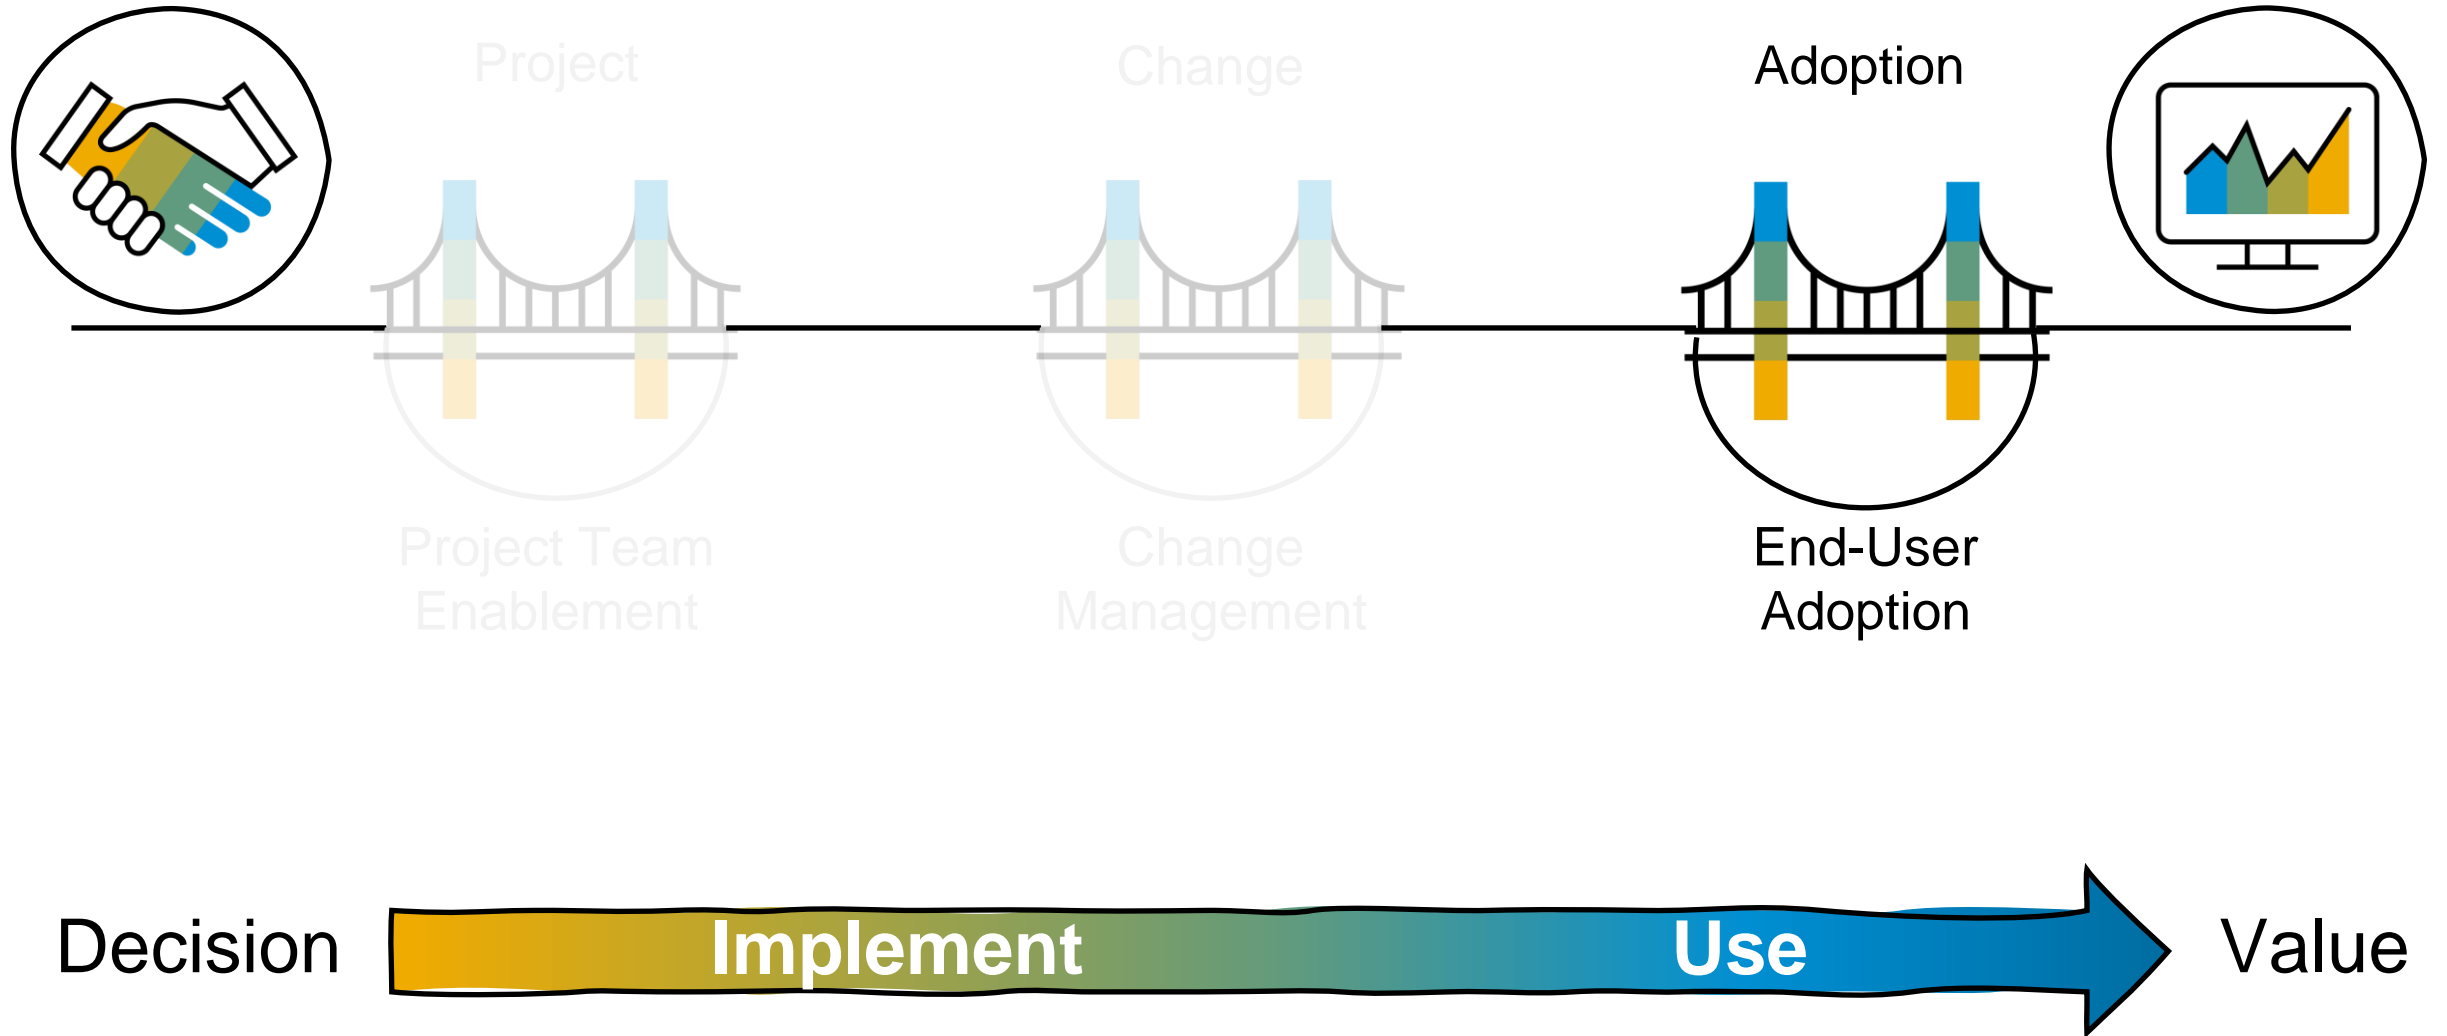 Project
Change
Adoption
Project Team
Enablement
Change
Management
End-User
Adoption
Decision
Implement
Use
Value